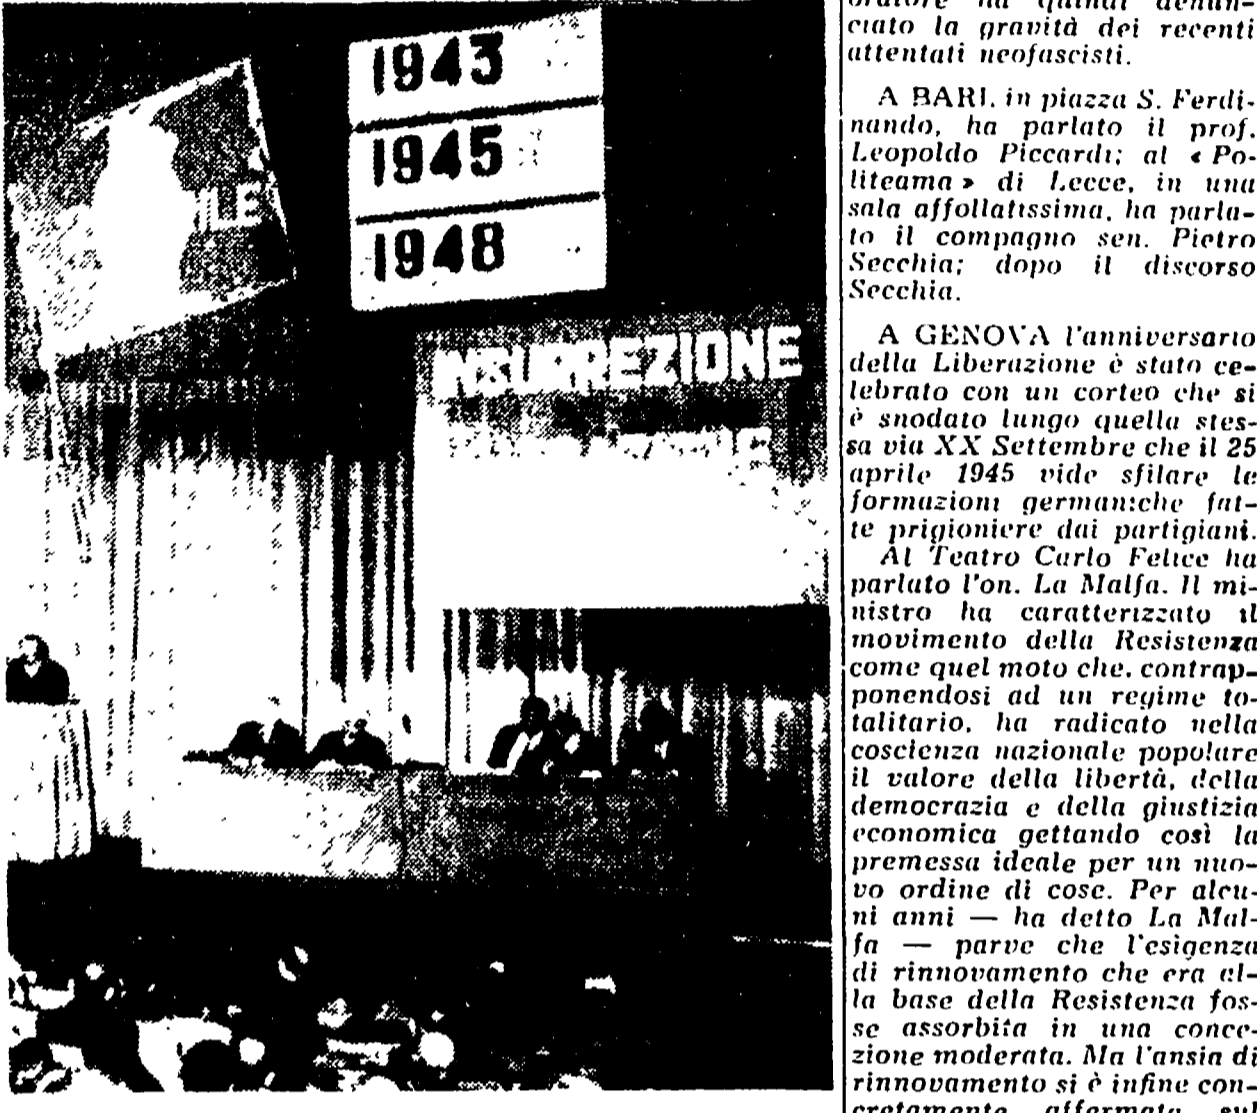 1943
1945
1948
INSURREZIONE
ciato la gravità dei recenti
attentati neofascisti.
A BARI, in piazza S. Ferdi-
nando, ha parlato il prof.
Leopoldo Piccardi; al « Po-
liteama » di Lecce, in una
sala affollatissima, ha parla-
to il compagno sen. Pietro
Secchia; dopo il discorso
Secchia.
A GENOVA l'anniversario
della Liberazione è stato ce-
lebrato con un corteo che si
è snodato lungo quella stes-
sa via XX Settembre che il 25
aprile 1945 vide sfilare le
formazioni germaniche fat-
te prigioniere dai partigiani.
Al Teatro Carlo Felice ha
parlato l'on. La Malfa. Il mi-
nistro ha caratterizzato il
movimento della Resistenza
come quel moto che, contrap-
ponendosi ad un regime to-
talitario, ha radicato nella
coscienza nazionale popolare
il valore della libertà, della
democrazia e della giustizia
economica gettando così la
premessa ideale per un nuo-
vo ordine di cose. Per alcu-
ni anni — ha detto La Mal-
fa — parve che l'esigenza
di rinnovamento che era al-
la base della Resistenza fos-
se assorbita in una conce-
zione moderata. Ma l'ansia di
rinnovamento si è infine con-